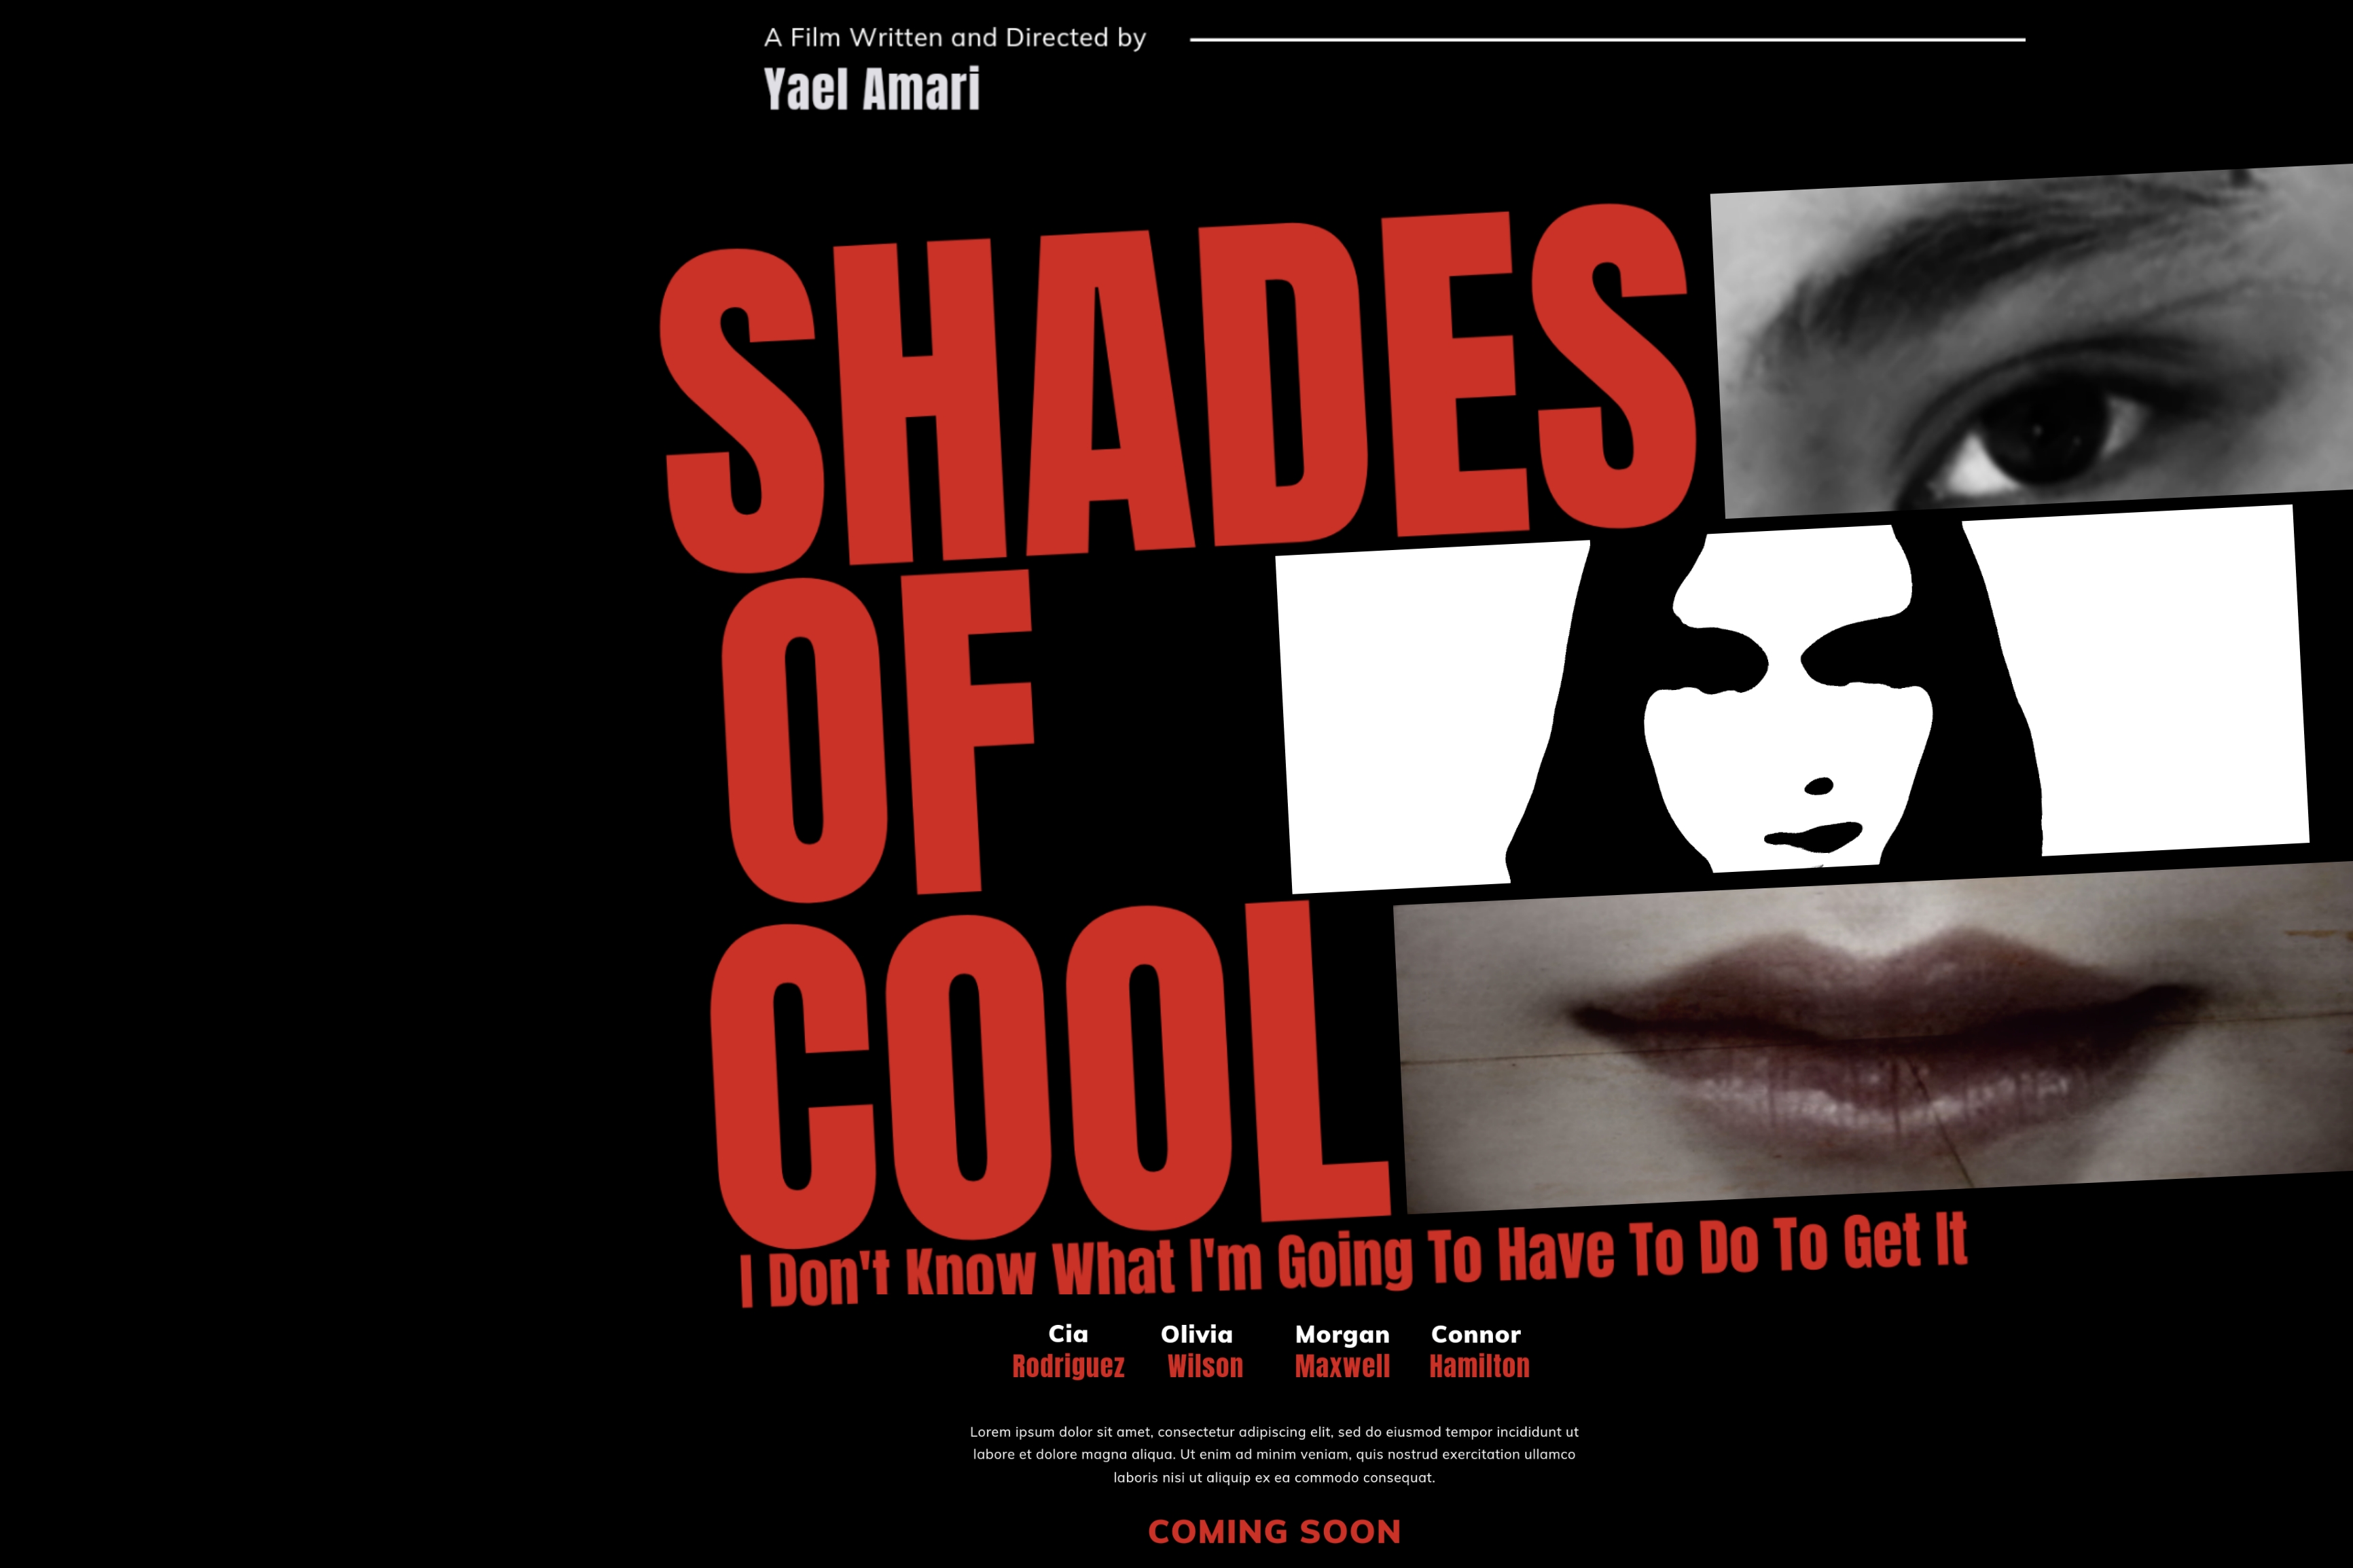 A Film Written and Directed by
Yael Amari
SHADES
OF
COOL
I Don't Know What I'm Going To Have To Do To Get It
Cia Olivia Morgan Connor
Rodriguez Wilson Maxwell Hamilton
Lorem ipsum dolor sit amet, consectetur adipiscing elit, sed do eiusmod tempor incididunt ut
labore et dolore magna aliqua. Ut enim ad minim veniam, quis nostrud exercitation ullamco
laboris nisi ut aliquip ex ea commodo consequat.
COMING SOON